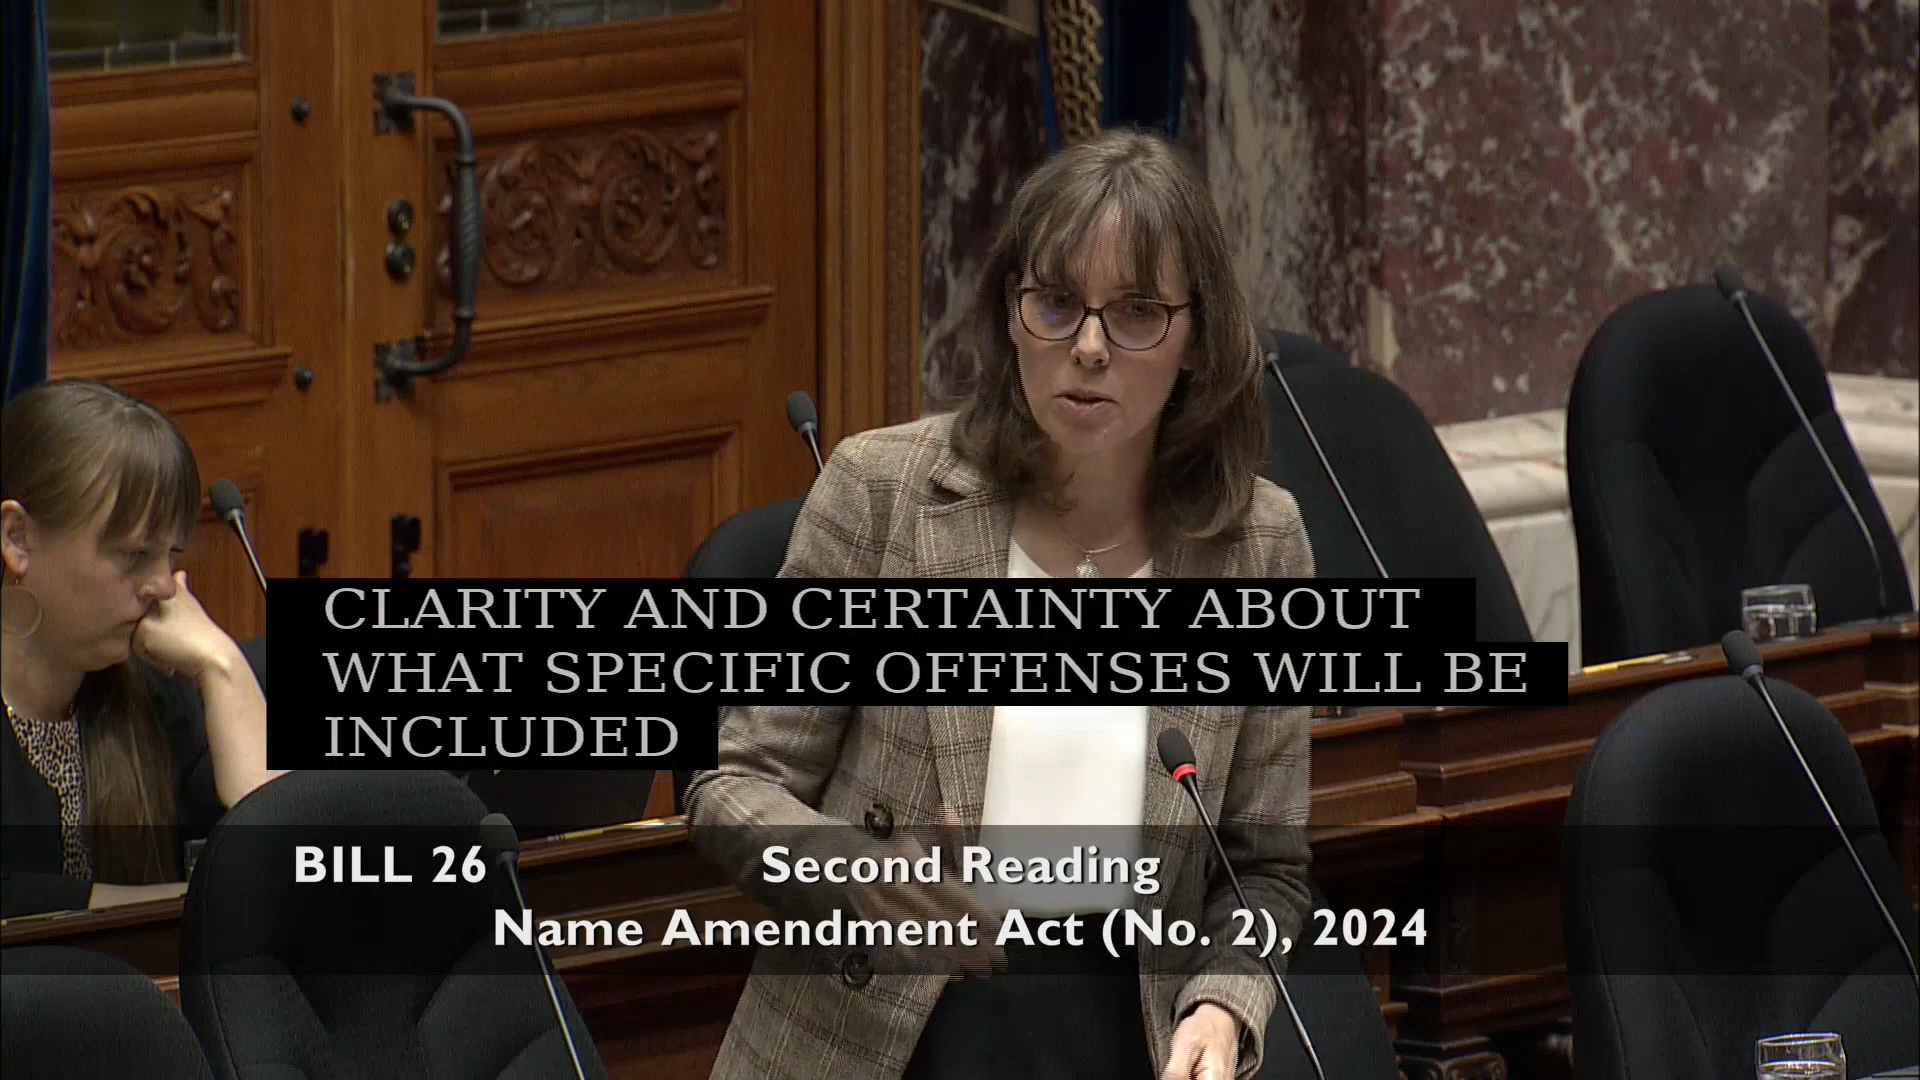 CLARITY AND CERTAINTY ABOUT
WHAT SPECIFIC OFFENSES WILL BE
INCLUDED
BILL 26 Second Reading
Name Amendment Act (No. 2), 2024